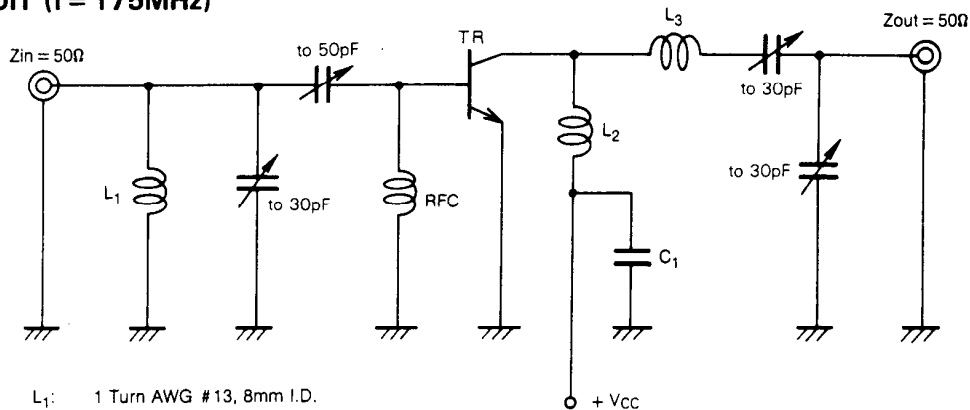 (f = 175MHz)
Zin = 50Ω
to 50pF
TR
L3
Zout = 50Ω
to 30pF
L2
L1
to 30pF
RFC
to 30pF
C1
L1: 1 Turn AWG #13, 8mm I.D.
+ VCC